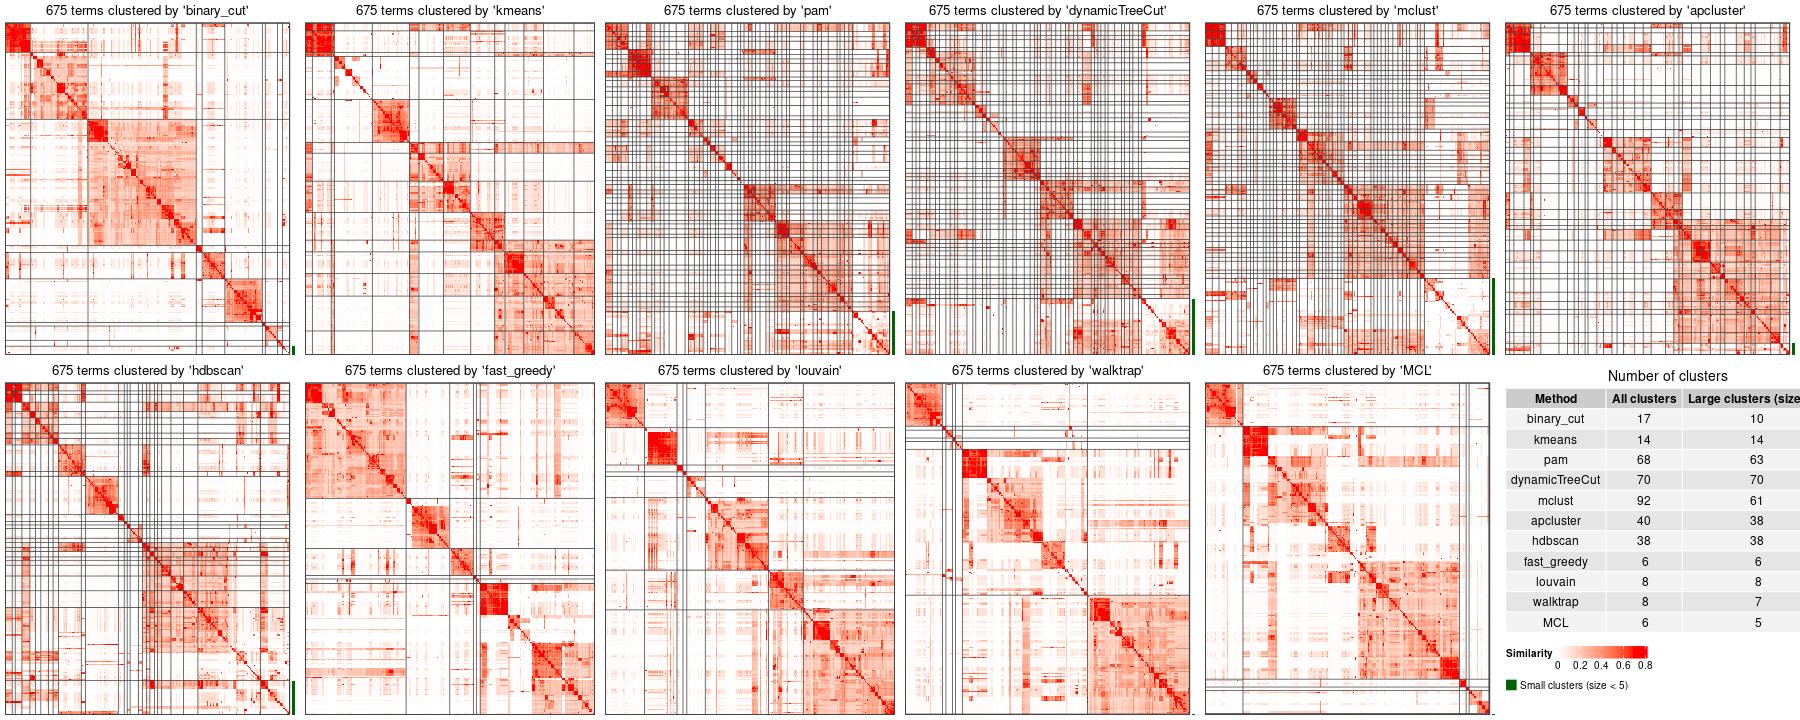 675 terms clustered by 'binary_cut'
675 terms clustered by 'kmeans'
675 terms clustered by 'pam'
675 terms clustered by 'dynamicTreeCut'
675 terms clustered by 'mclust'
675 terms clustered by 'apcluster'
675 terms clustered by 'hdbscan'
675 terms clustered by 'fast_greedy'
675 terms clustered by 'louvain'
675 terms clustered by 'walktrap'
675 terms clustered by 'MCL'
Number of clusters
Method All clusters Large clusters (size
binary_cut 17 10
kmeans 14 14
pam 68 63
dynamicTreeCut 70 70
mclust 92 61
apcluster 40 38
hdbscan 38 38
fast_greedy 6 6
louvain 8 8
walktrap 8 7
MCL 6 5
Similarity
0 0.2 0.4 0.6 0.8
Small clusters (size < 5)